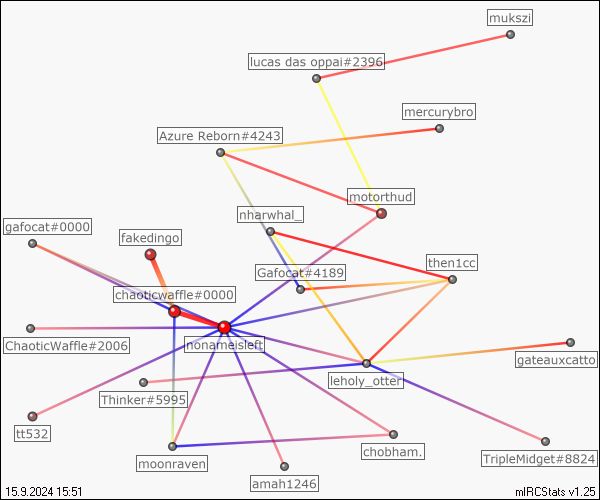 mukszi
lucas das oppai#2396
mercurybro
Azure Reborn#4243
motorthud
nharwhal_
gafocat#0000
fakedingo
then1cc
Gafocat#4189
chaoticwaffle#0000
nonameisleft
ChaoticWaffle#2006
gateauxcatto
leholy_otter
Thinker#5995
tt532
chobham.
TripleMidget#8824
moonraven
amah1246
15.9.2024 15:51
mIRCStats v1.25